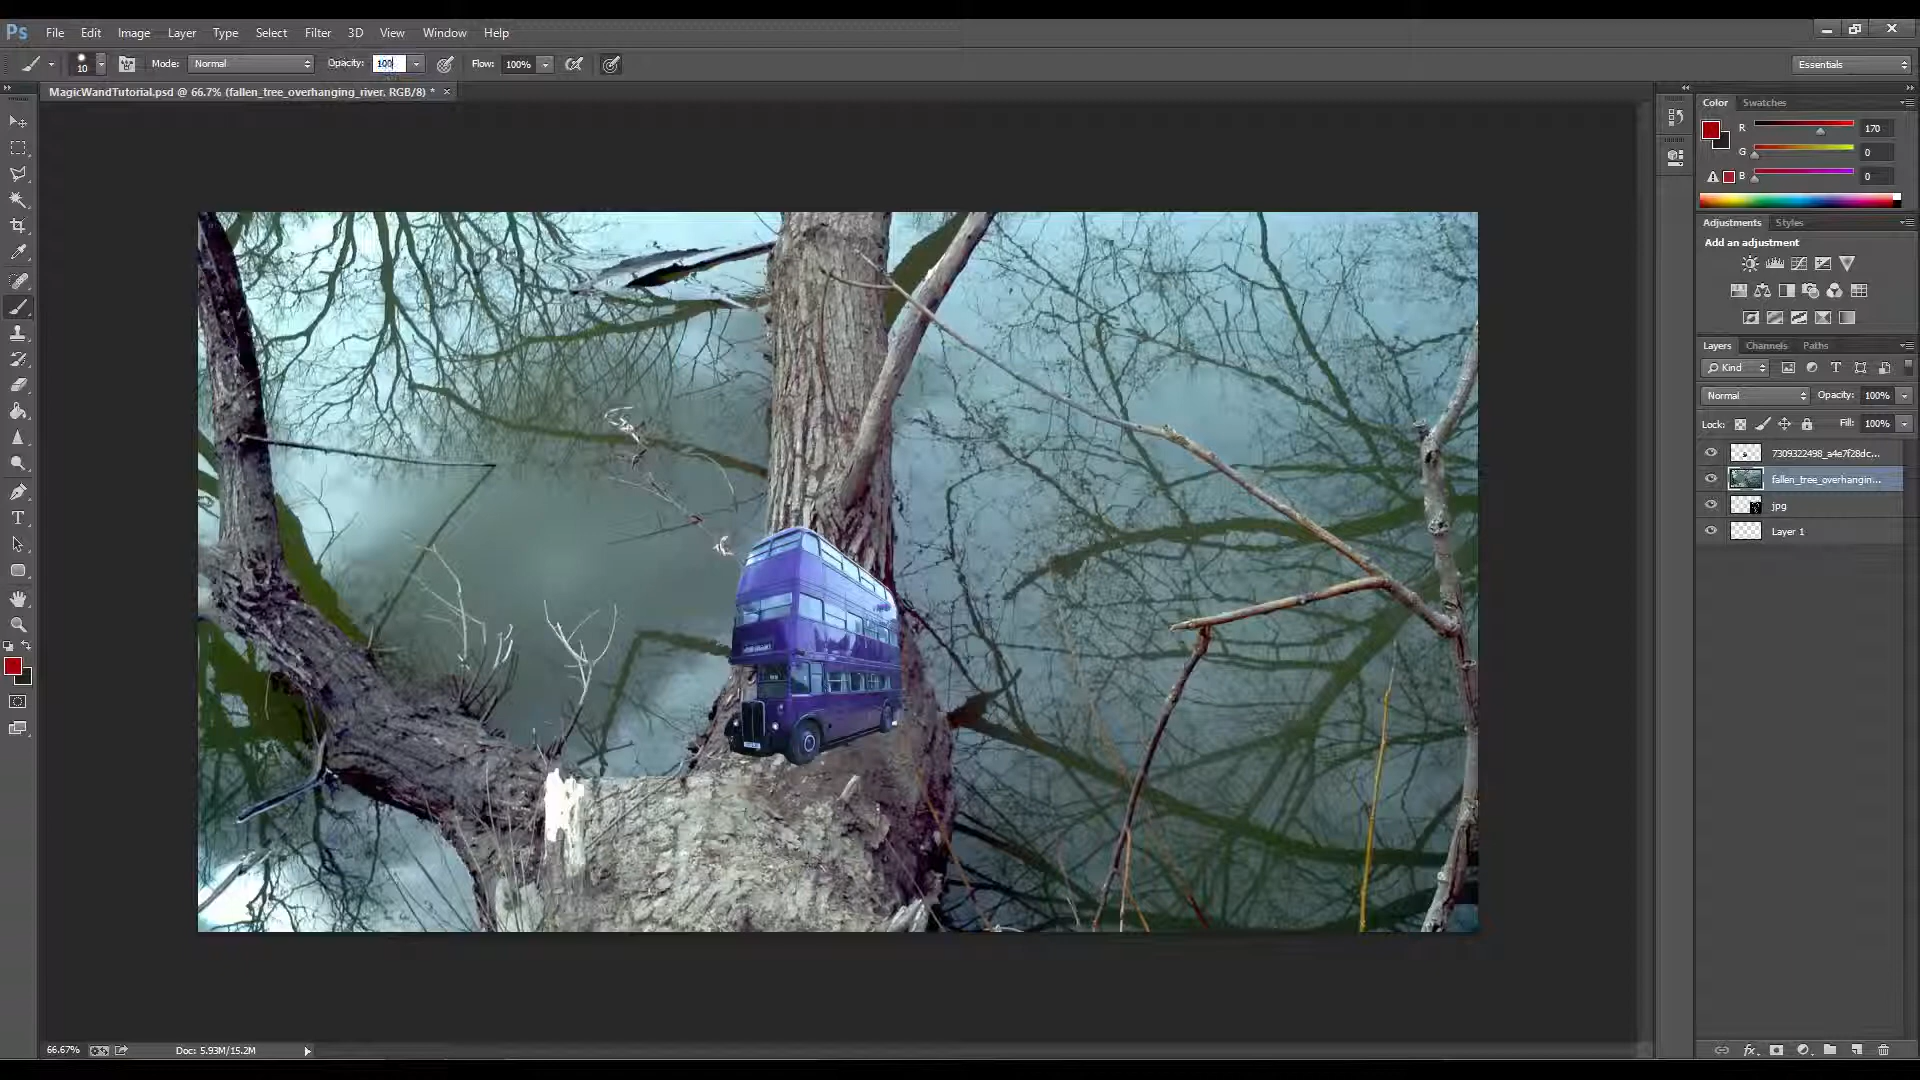 Ps File Edit Image Layer Type Select Filter 3D View Window Help
10 Mode: Normal Opacity: 100 Flow: 100% Essentials
MagicWandTutorial.psd @ 66.7% (fallen_tree_overhanging_river, RGB/8) *
Color Swatches
R 170
G 0
B 0
Adjustments Styles
Add an adjustment
Layers Channels Paths
Kind
Normal Opacity: 100%
Lock: Fill: 100%
7309322498_a4e7f28dc...
fallen_tree_overhangin...
jpg
Layer 1
66.67% Doc: 5.93M/15.2M